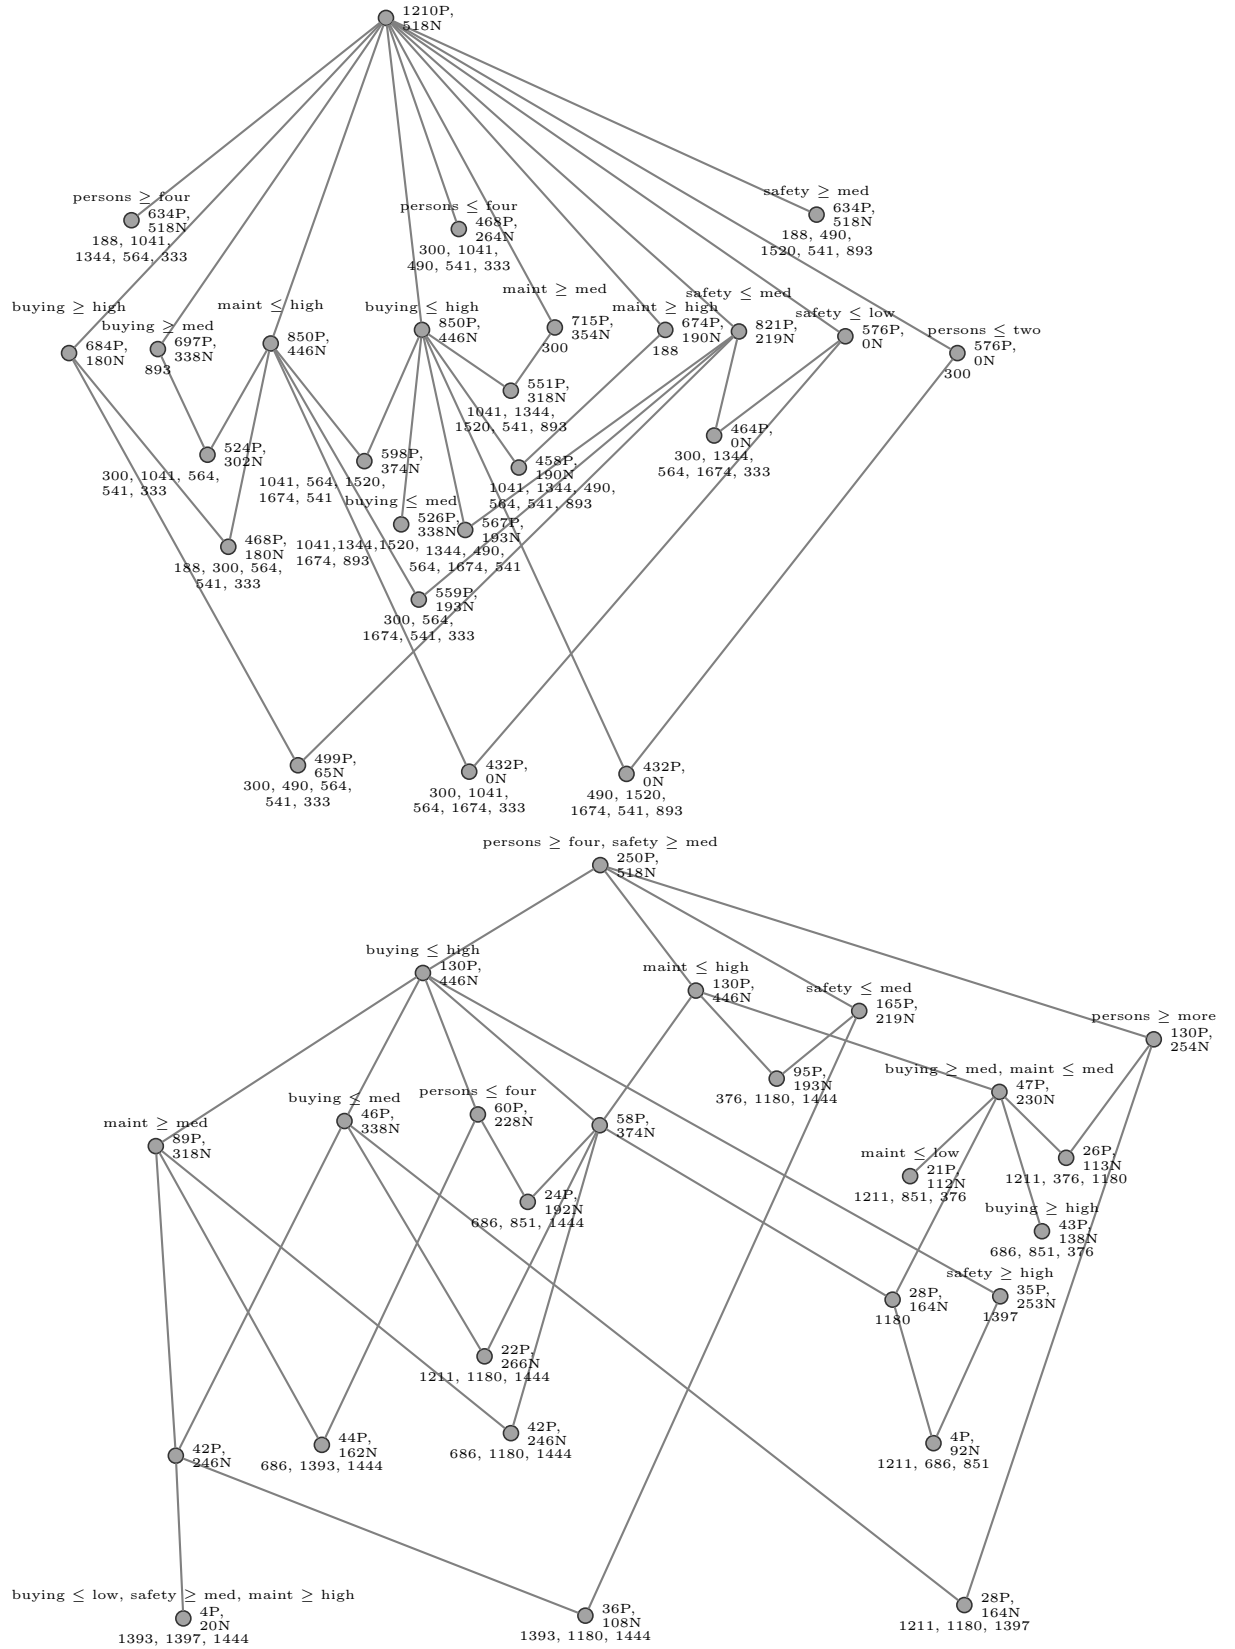 1210P,
518N
persons ≥ four
634P,
518N
188, 1041,
1344, 564, 333
persons ≤ four
468P,
264N
300, 1041,
490, 541, 333
safety ≥ med
634P,
518N
188, 490,
1520, 541, 893
buying ≥ high
684P,
180N
buying ≥ med
697P,
338N
893
maint ≤ high
850P,
446N
buying ≤ high
850P,
446N
maint ≥ med
715P,
354N
300
maint ≥ high
674P,
190N
188
safety ≤ med
821P,
219N
safety ≤ low
576P,
0N
persons ≤ two
576P,
0N
300
551P,
318N
1041, 1344,
1520, 541, 893
464P,
0N
300, 1344,
564, 1674, 333
524P,
302N
300, 1041, 564,
541, 333
598P,
374N
1041, 564, 1520,
1674, 541
458P,
190N
1041, 1344, 490,
564, 541, 893
buying ≤ med
526P,
338N
1041,1344,1520,
1674, 893
567P,
193N
1344, 490,
564, 1674, 541
468P,
180N
188, 300, 564,
541, 333
559P,
193N
300, 564,
1674, 541, 333
499P,
65N
300, 490, 564,
541, 333
432P,
0N
300, 1041,
564, 1674, 333
432P,
0N
490, 1520,
1674, 541, 893
persons ≥ four, safety ≥ med
250P,
518N
buying ≤ high
130P,
446N
maint ≤ high
130P,
446N
safety ≤ med
165P,
219N
persons ≥ more
130P,
254N
95P,
193N
376, 1180, 1444
buying ≥ med, maint ≤ med
47P,
230N
maint ≥ med
89P,
318N
buying ≤ med
46P,
338N
persons ≤ four
60P,
228N
58P,
374N
maint ≤ low
21P,
112N
1211, 851, 376
26P,
113N
1211, 376, 1180
24P,
192N
686, 851, 1444
buying ≥ high
43P,
138N
686, 851, 376
28P,
164N
1180
safety ≥ high
35P,
253N
1397
22P,
266N
1211, 1180, 1444
42P,
246N
44P,
162N
686, 1393, 1444
42P,
246N
686, 1180, 1444
4P,
92N
1211, 686, 851
buying ≤ low, safety ≥ med, maint ≥ high
4P,
20N
1393, 1397, 1444
36P,
108N
1393, 1180, 1444
28P,
164N
1211, 1180, 1397